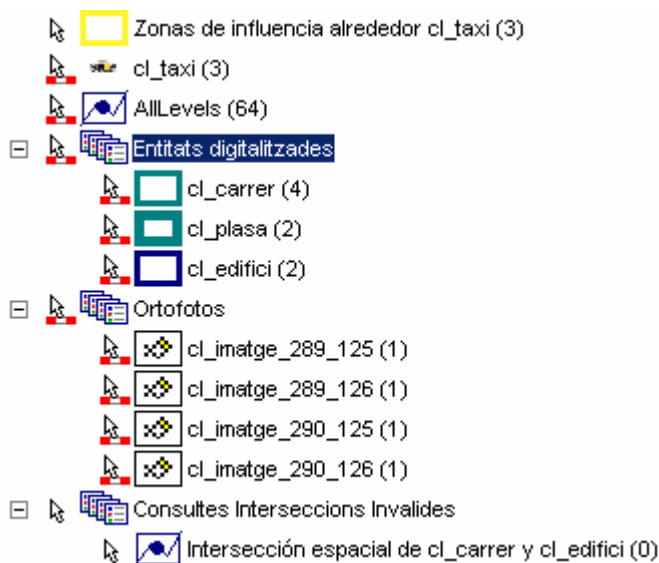 Zonas de influencia alrededor cl_taxi (3)
cl_taxi (3)
AllLevels (64)
Entitats digitalitzades
cl_carrer (4)
cl_plasa (2)
cl_edifici (2)
Ortofotos
cl_imatge_289_125 (1)
cl_imatge_289_126 (1)
cl_imatge_290_125 (1)
cl_imatge_290_126 (1)
Consultes Interseccions Invalides
Intersección espacial de cl_carrer y cl_edifici (0)